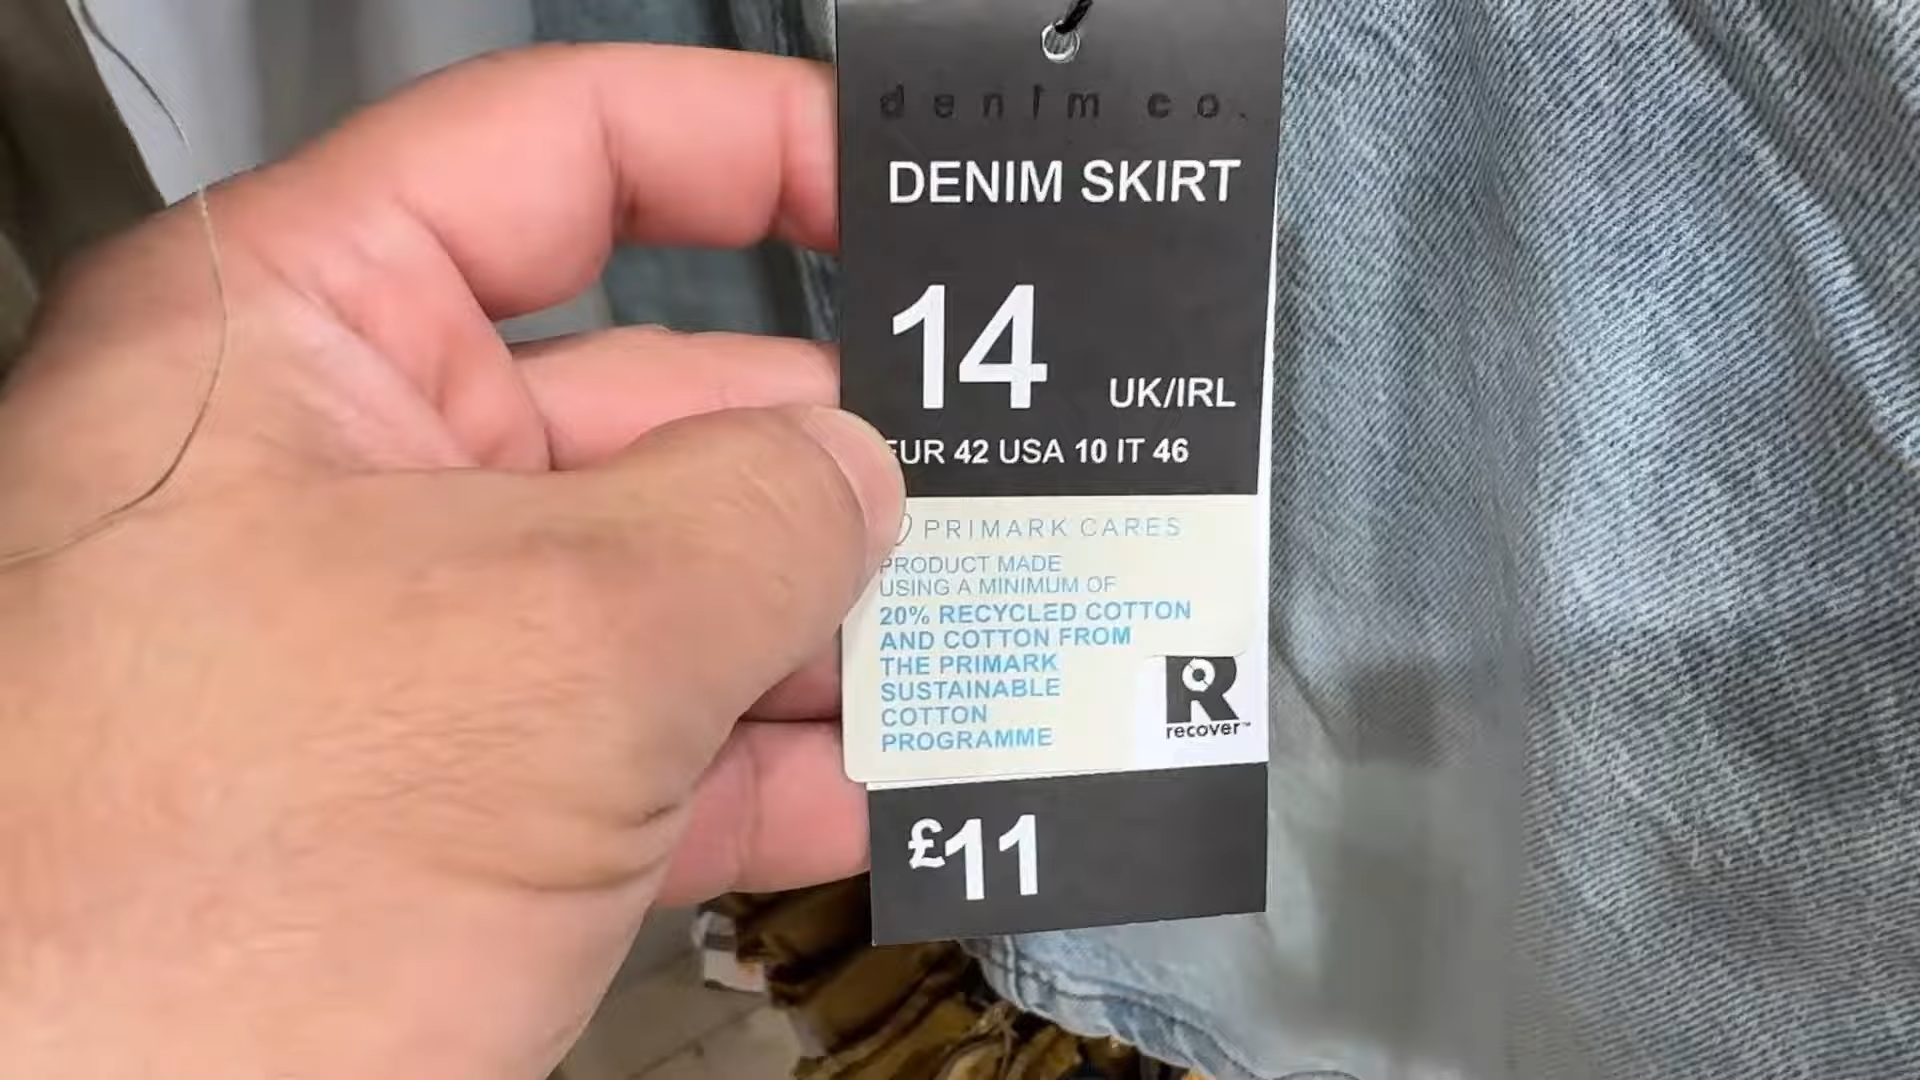 denim co.
DENIM SKIRT
14 UK/IRL
EUR 42 USA 10 IT 46
PRIMARK CARES
PRODUCT MADE
USING A MINIMUM OF
20% RECYCLED COTTON
AND COTTON FROM
THE PRIMARK
SUSTAINABLE
COTTON
PROGRAMME
R
recover™
£11